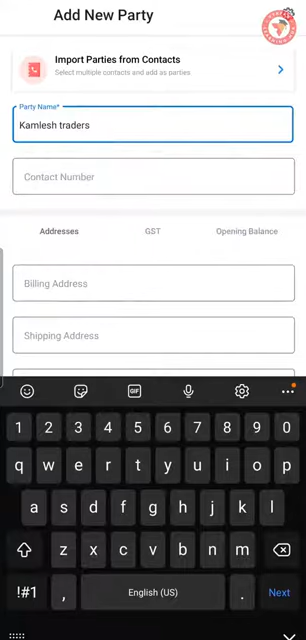 Add New Party
Import Parties from Contacts
Select multiple contacts and add as parties
Party Name*
Kamlesh traders
Contact Number
Addresses GST Opening Balance
Billing Address
Shipping Address
GIF
1 2 3 4 5 6 7 8 9 0
q w e r t y u i o p
a s d f g h j k l
z x c v b n m
!#1 , English (US) . Next